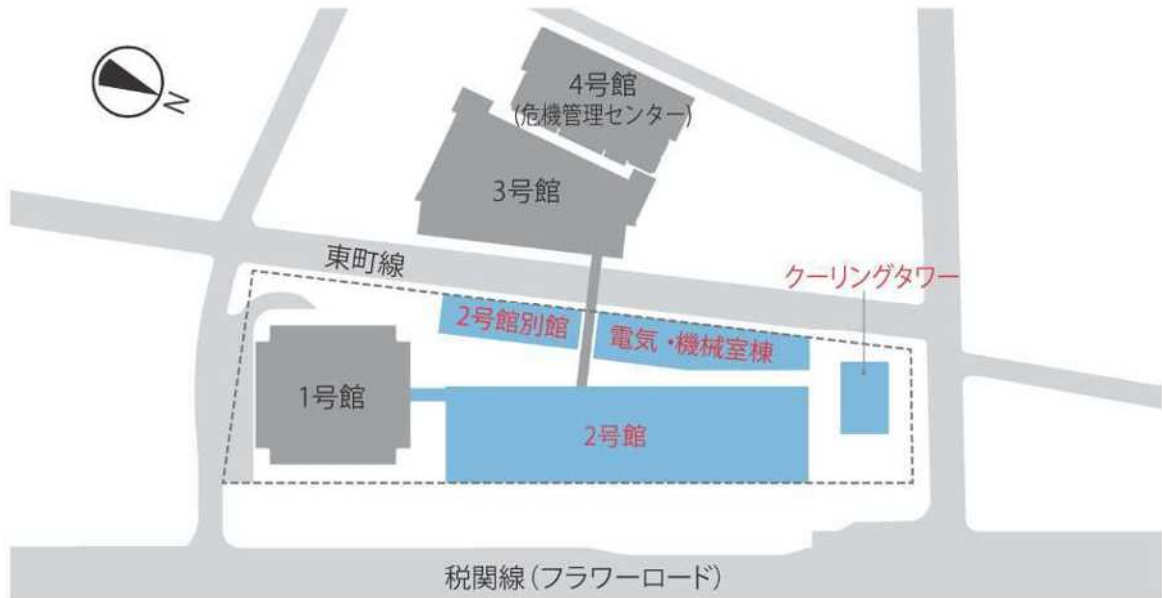 4号館
(危機管理センター)
N
3号館
東町線
クーリングタワー
2号館別館
電気・機械室棟
1号館
2号館
税関線(フラワーロード)